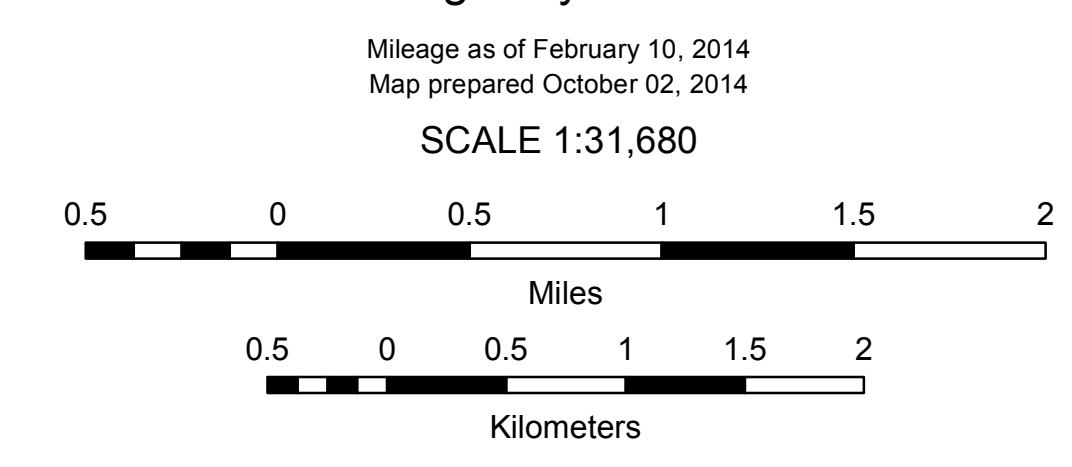 Mileage as of February 10, 2014
Map prepared October 02, 2014
SCALE 1:31,680
0.5 0 0.5 1 1.5 2
Miles
0.5 0 0.5 1 1.5 2
Kilometers